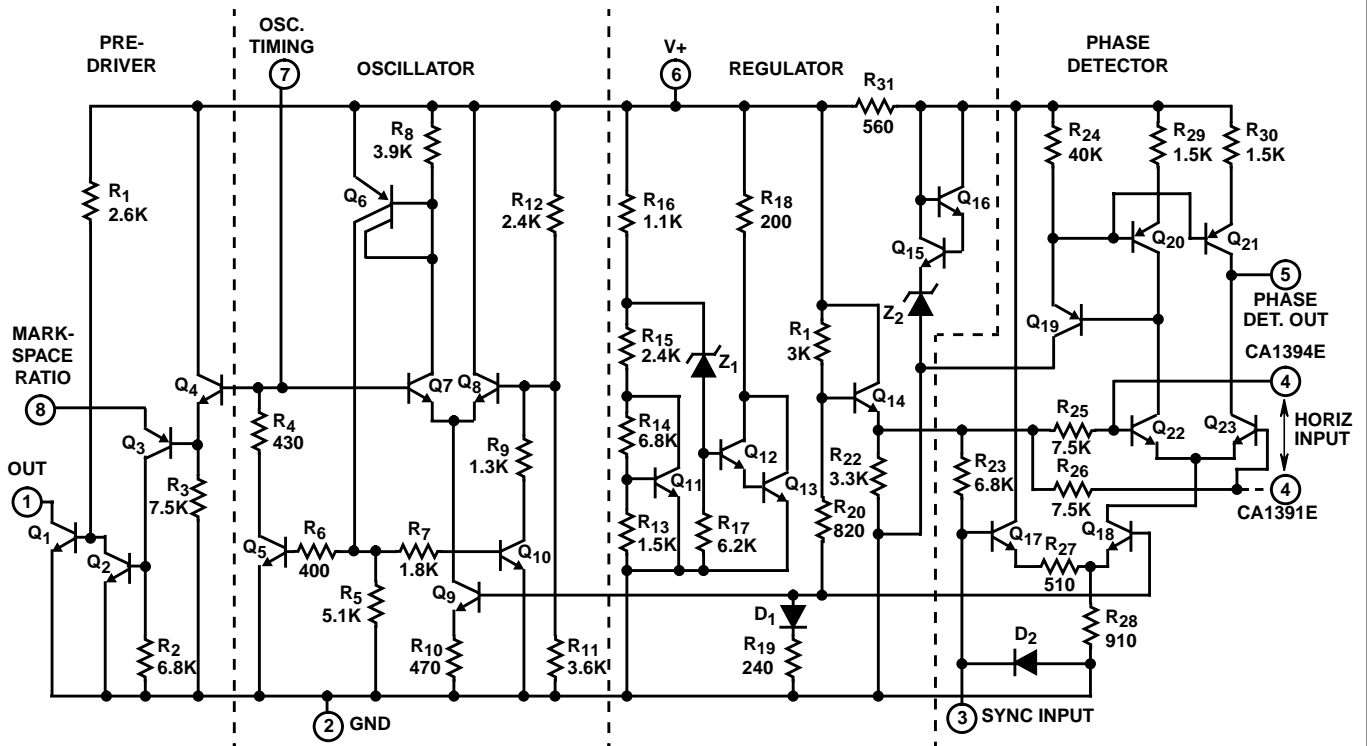 PRE-
DRIVER
OSC.
TIMING
7
OSCILLATOR
V+
6
REGULATOR
PHASE
DETECTOR
R31
560
R8
3.9K
R24
40K
R29
1.5K
R30
1.5K
R1
2.6K
Q6
R12
2.4K
R16
1.1K
R18
200
Q16
Q15
Q20
Q21
5
PHASE
DET. OUT
Z2
Q19
MARK-
SPACE
RATIO
8
R15
2.4K
Z1
R1
3K
CA1394E
4
Q4
Q7
Q8
Q14
R4
430
Q3
R9
1.3K
R14
6.8K
R25
7.5K
Q22
Q23
HORIZ
INPUT
OUT
1
R3
7.5K
Q12
R22
3.3K
R23
6.8K
R26
7.5K
4
CA1391E
Q11
Q13
R20
820
Q1
Q2
Q5
R6
400
R7
1.8K
Q10
R13
1.5K
R17
6.2K
Q17
Q18
R27
510
R5
5.1K
Q9
D1
R28
910
R2
6.8K
R10
470
R11
3.6K
R19
240
D2
2
GND
3
SYNC INPUT